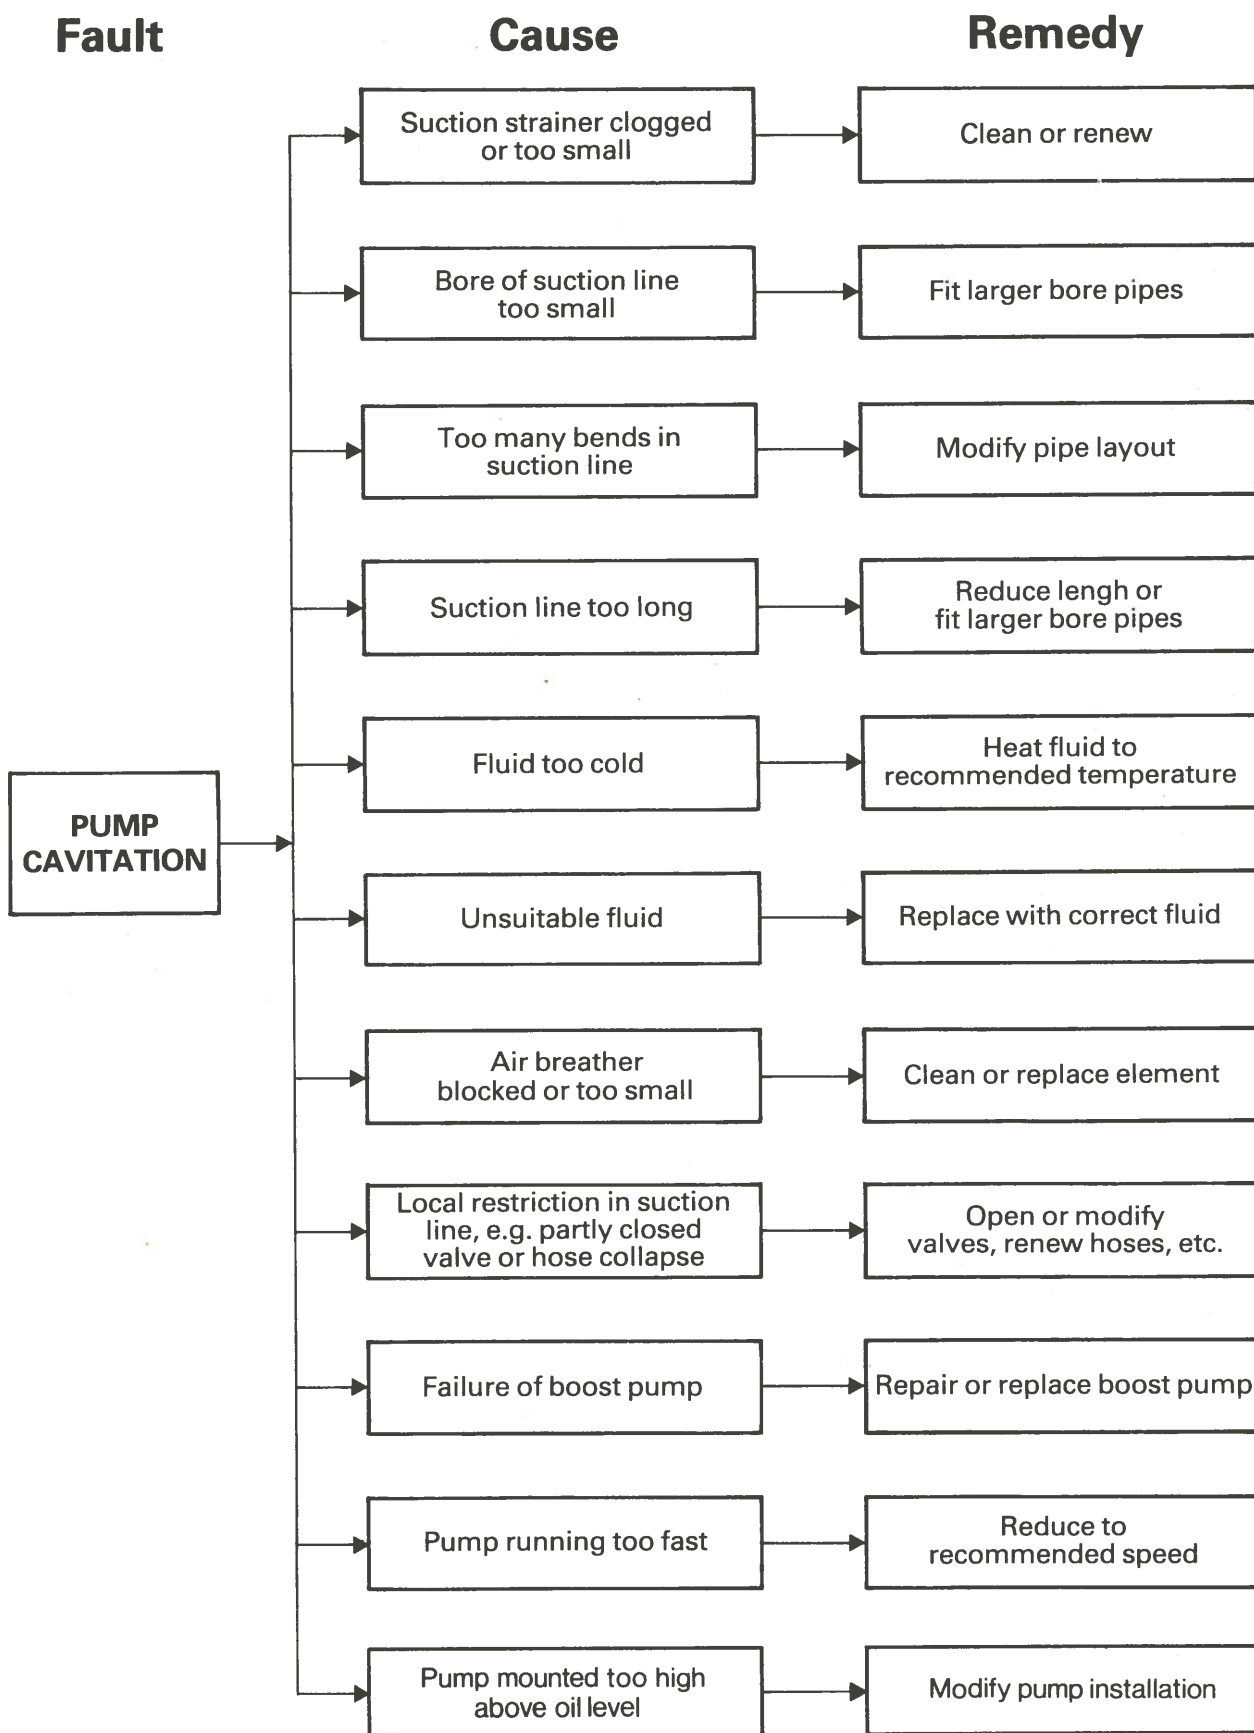 Fault
Cause
Remedy
Suction strainer clogged
or too small
Clean or renew
Bore of suction line
too small
Fit larger bore pipes
Too many bends in
suction line
Modify pipe layout
Suction line too long
Reduce lengh or
fit larger bore pipes
Fluid too cold
Heat fluid to
recommended temperature
PUMP
CAVITATION
Unsuitable fluid
Replace with correct fluid
Air breather
blocked or too small
Clean or replace element
Local restriction in suction
line, e.g. partly closed
valve or hose collapse
Open or modify
valves, renew hoses, etc.
Failure of boost pump
Repair or replace boost pump
Pump running too fast
Reduce to
recommended speed
Pump mounted too high
above oil level
Modify pump installation